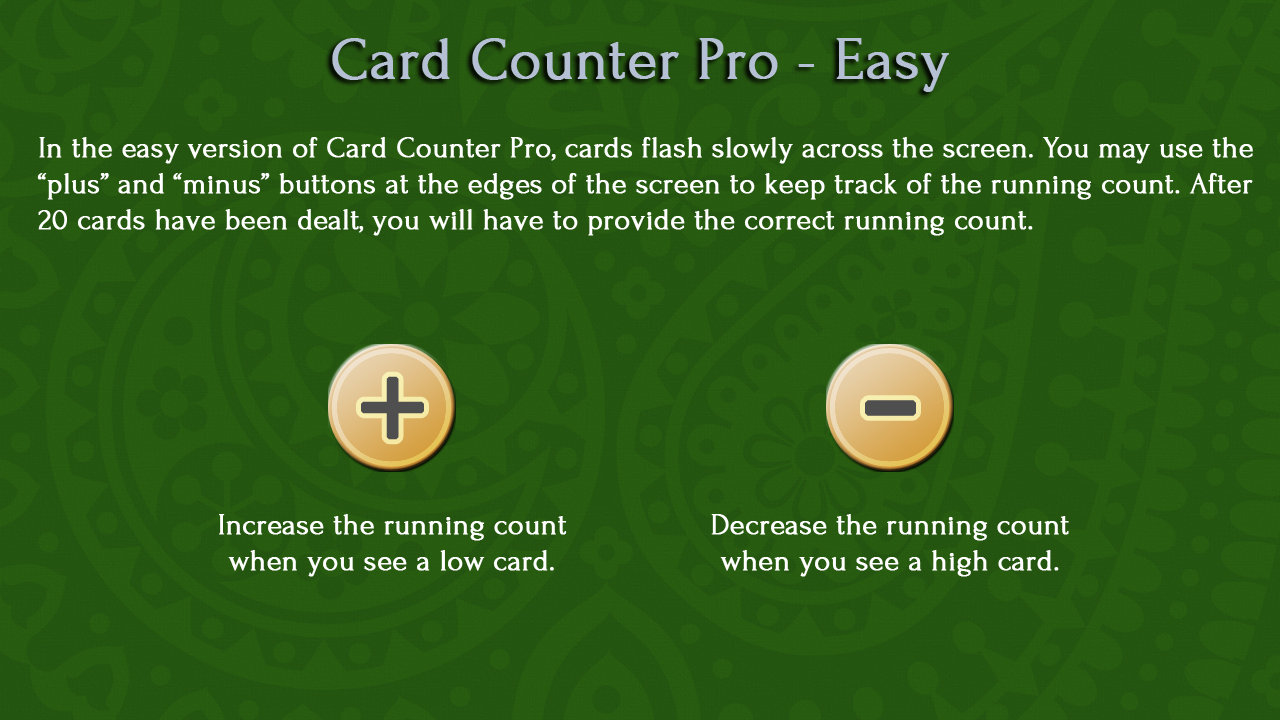 Card Counter Pro - Easy
In the easy version of Card Counter Pro, cards flash slowly across the screen. You may use the
“plus” and “minus” buttons at the edges of the screen to keep track of the running count. After
20 cards have been dealt, you will have to provide the correct running count.
Increase the running count
when you see a low card.
Decrease the running count
when you see a high card.